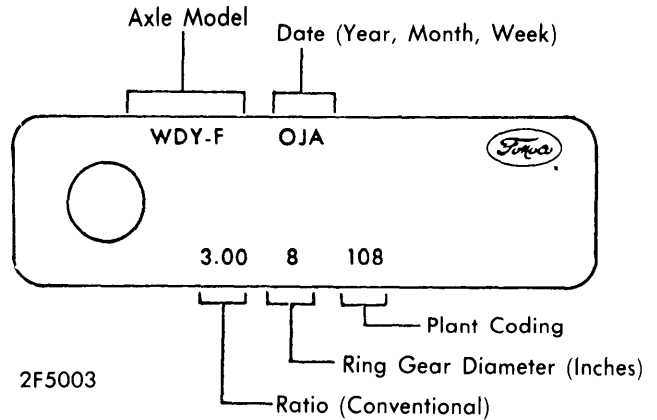 Axle Model
Date (Year, Month, Week)
WDY-F OJA
FoMoCo
3.00 8 108
Plant Coding
Ring Gear Diameter (Inches)
2F5003
Ratio (Conventional)